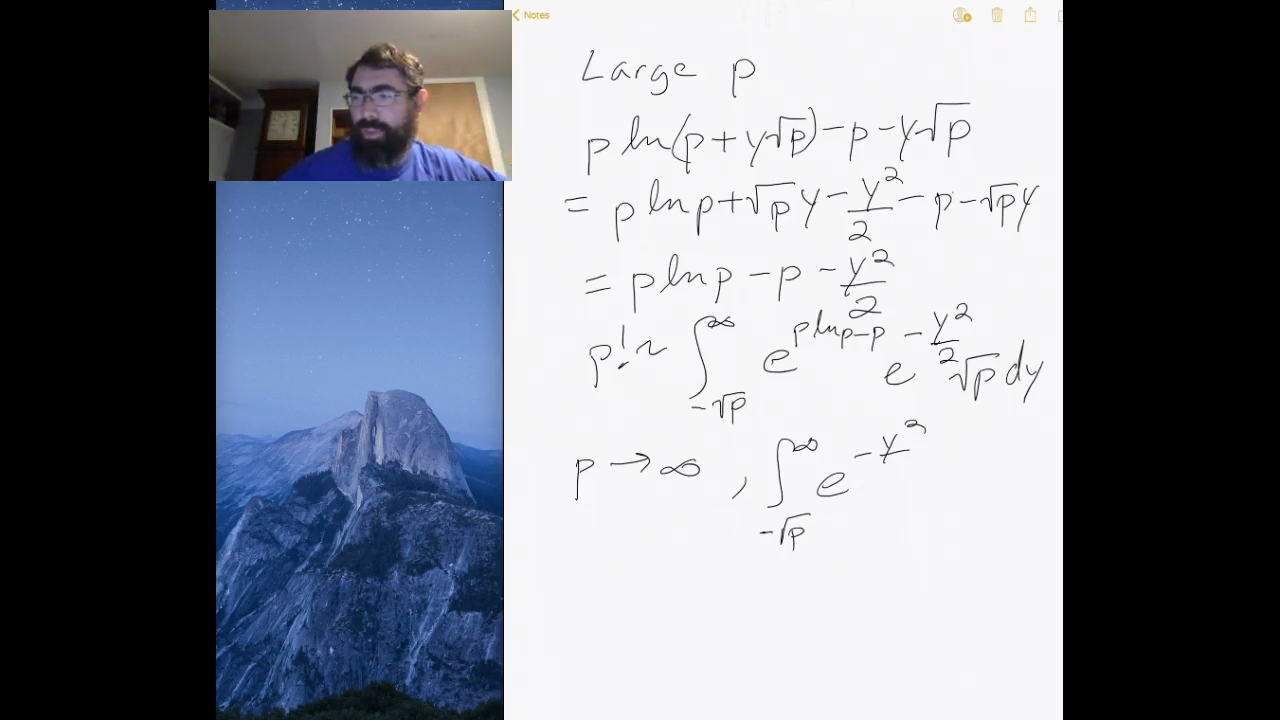 Notes
Large p
p ln(p + y√p) - p - y√p
= p ln p + √p y - y²/2 - p - √p y
= p ln p - p - y²/2
p! ~ ∫_{-√p}^{∞} e^{p ln p - p} e^{-y²/2} √p dy
p → ∞ , ∫_{-√p}^{∞} e^{-y²}